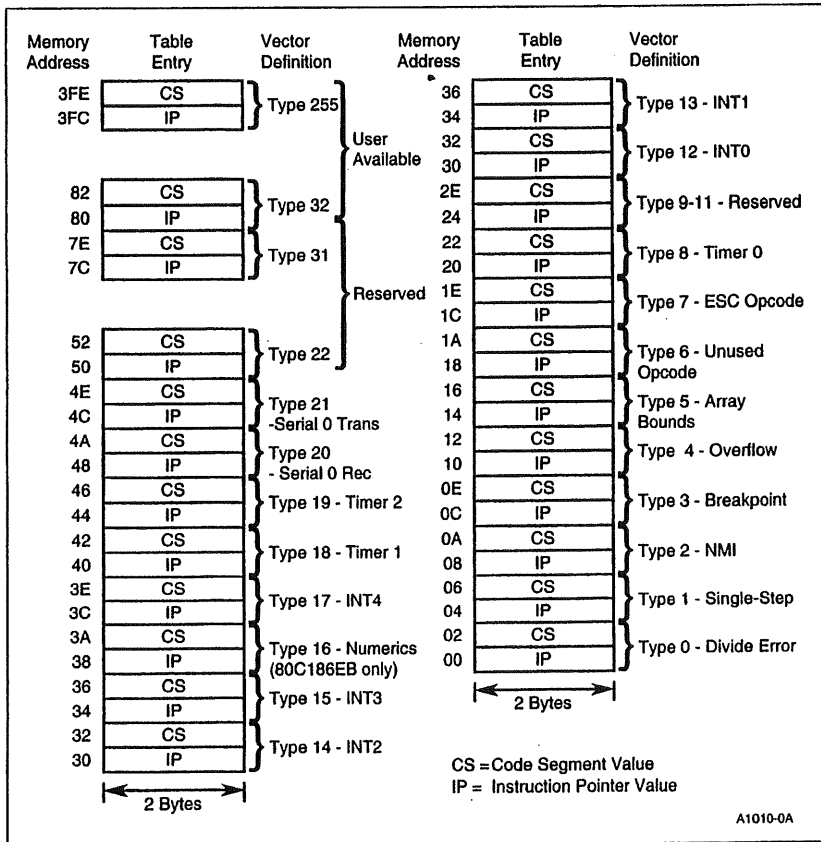 Memory Address Table Entry Vector Definition
3FE CS
3FC IP
Type 255
User Available
82 CS
80 IP
Type 32
7E CS
7C IP
Type 31
Reserved
52 CS
50 IP
Type 22
4E CS
4C IP
Type 21
-Serial 0 Trans
4A CS
48 IP
Type 20
- Serial 0 Rec
46 CS
44 IP
Type 19 - Timer 2
42 CS
40 IP
Type 18 - Timer 1
3E CS
3C IP
Type 17 - INT4
3A CS
38 IP
Type 16 - Numerics
(80C186EB only)
36 CS
34 IP
Type 15 - INT3
32 CS
30 IP
Type 14 - INT2
2 Bytes
Memory Address Table Entry Vector Definition
36 CS
34 IP
Type 13 - INT1
32 CS
30 IP
Type 12 - INT0
2E CS
24 IP
Type 9-11 - Reserved
22 CS
20 IP
Type 8 - Timer 0
1E CS
1C IP
Type 7 - ESC Opcode
1A CS
18 IP
Type 6 - Unused
Opcode
16 CS
14 IP
Type 5 - Array
Bounds
12 CS
10 IP
Type 4 - Overflow
0E CS
0C IP
Type 3 - Breakpoint
0A CS
08 IP
Type 2 - NMI
06 CS
04 IP
Type 1 - Single-Step
02 CS
00 IP
Type 0 - Divide Error
2 Bytes
CS = Code Segment Value
IP = Instruction Pointer Value
A1010-0A